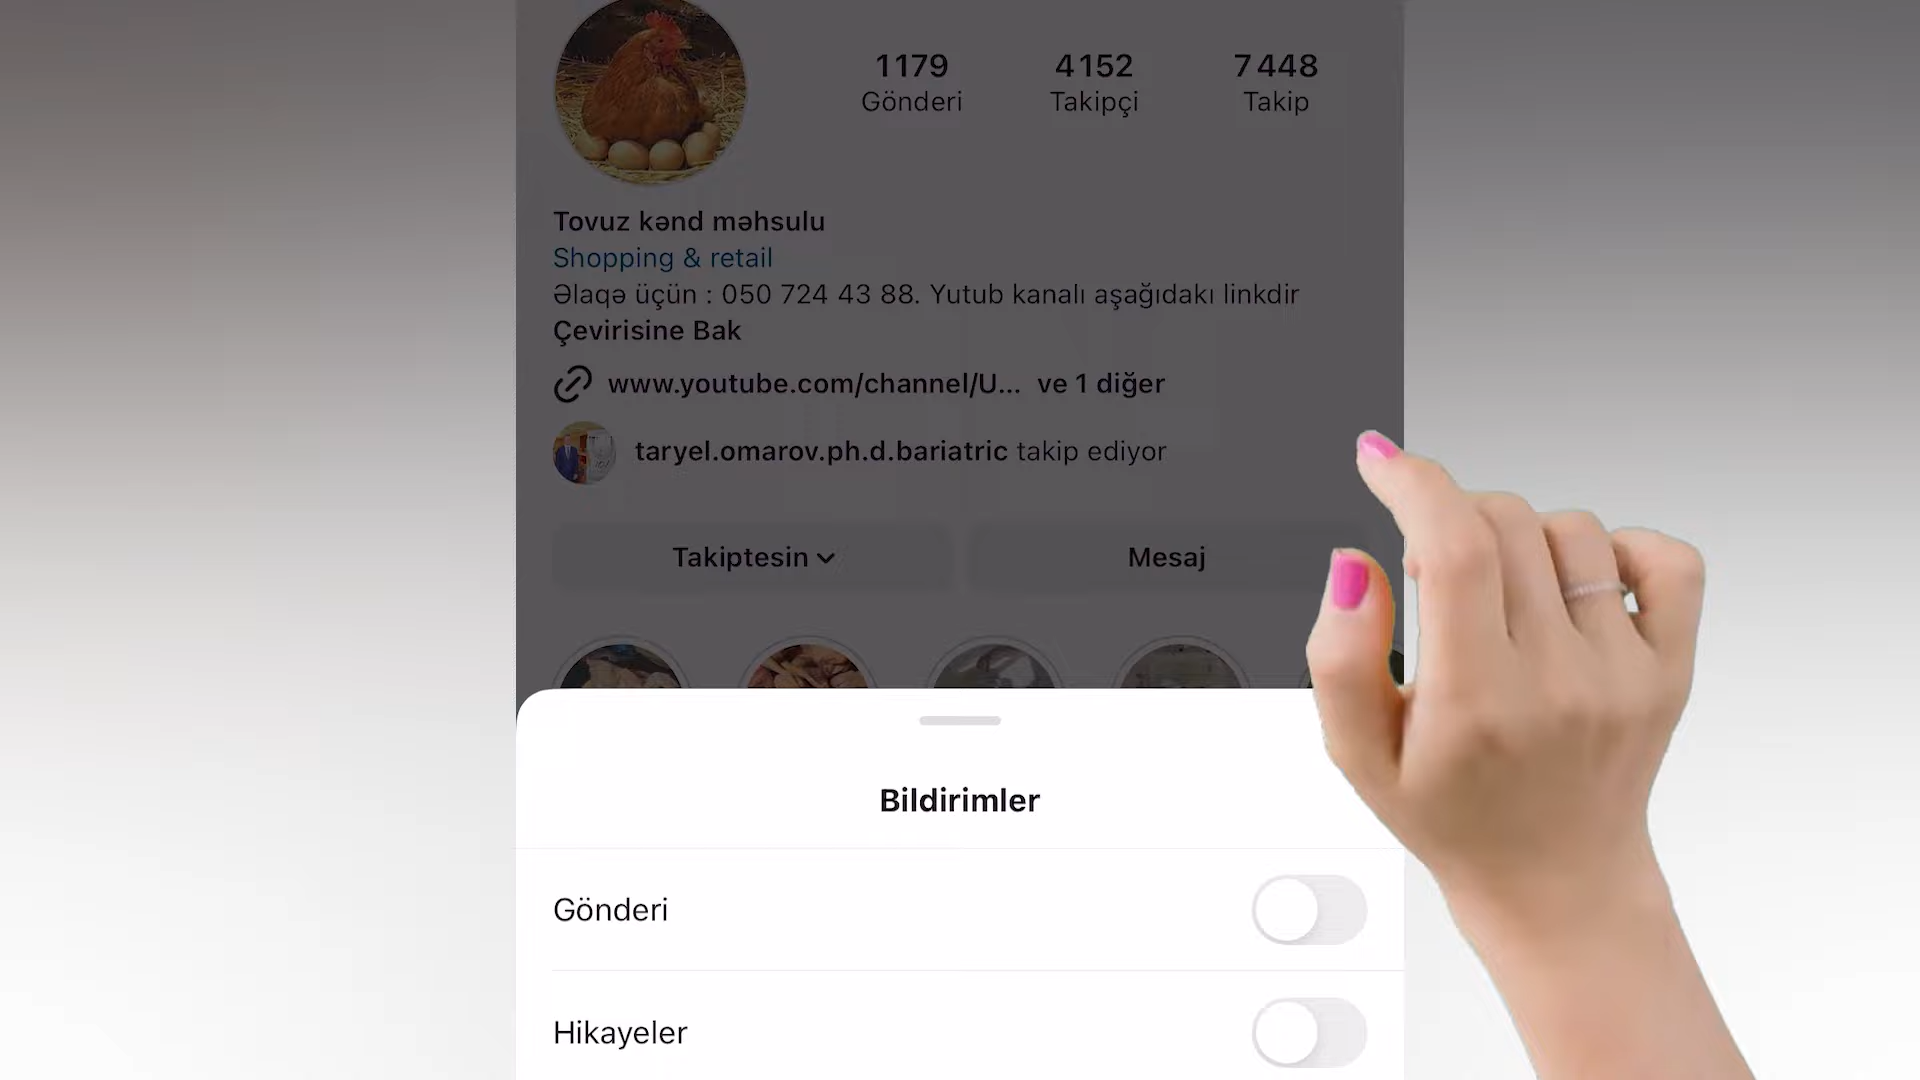 1179 4152 7448
Gönderi Takipçi Takip
Tovuz kənd məhsulu
Shopping & retail
Əlaqə üçün : 050 724 43 88. Yutub kanalı aşağıdakı linkdir
Çevirisine Bak
www.youtube.com/channel/U... ve 1 diğer
taryel.omarov.ph.d.bariatric takip ediyor
Takiptesin Mesaj
Bildirimler
Gönderi
Hikayeler